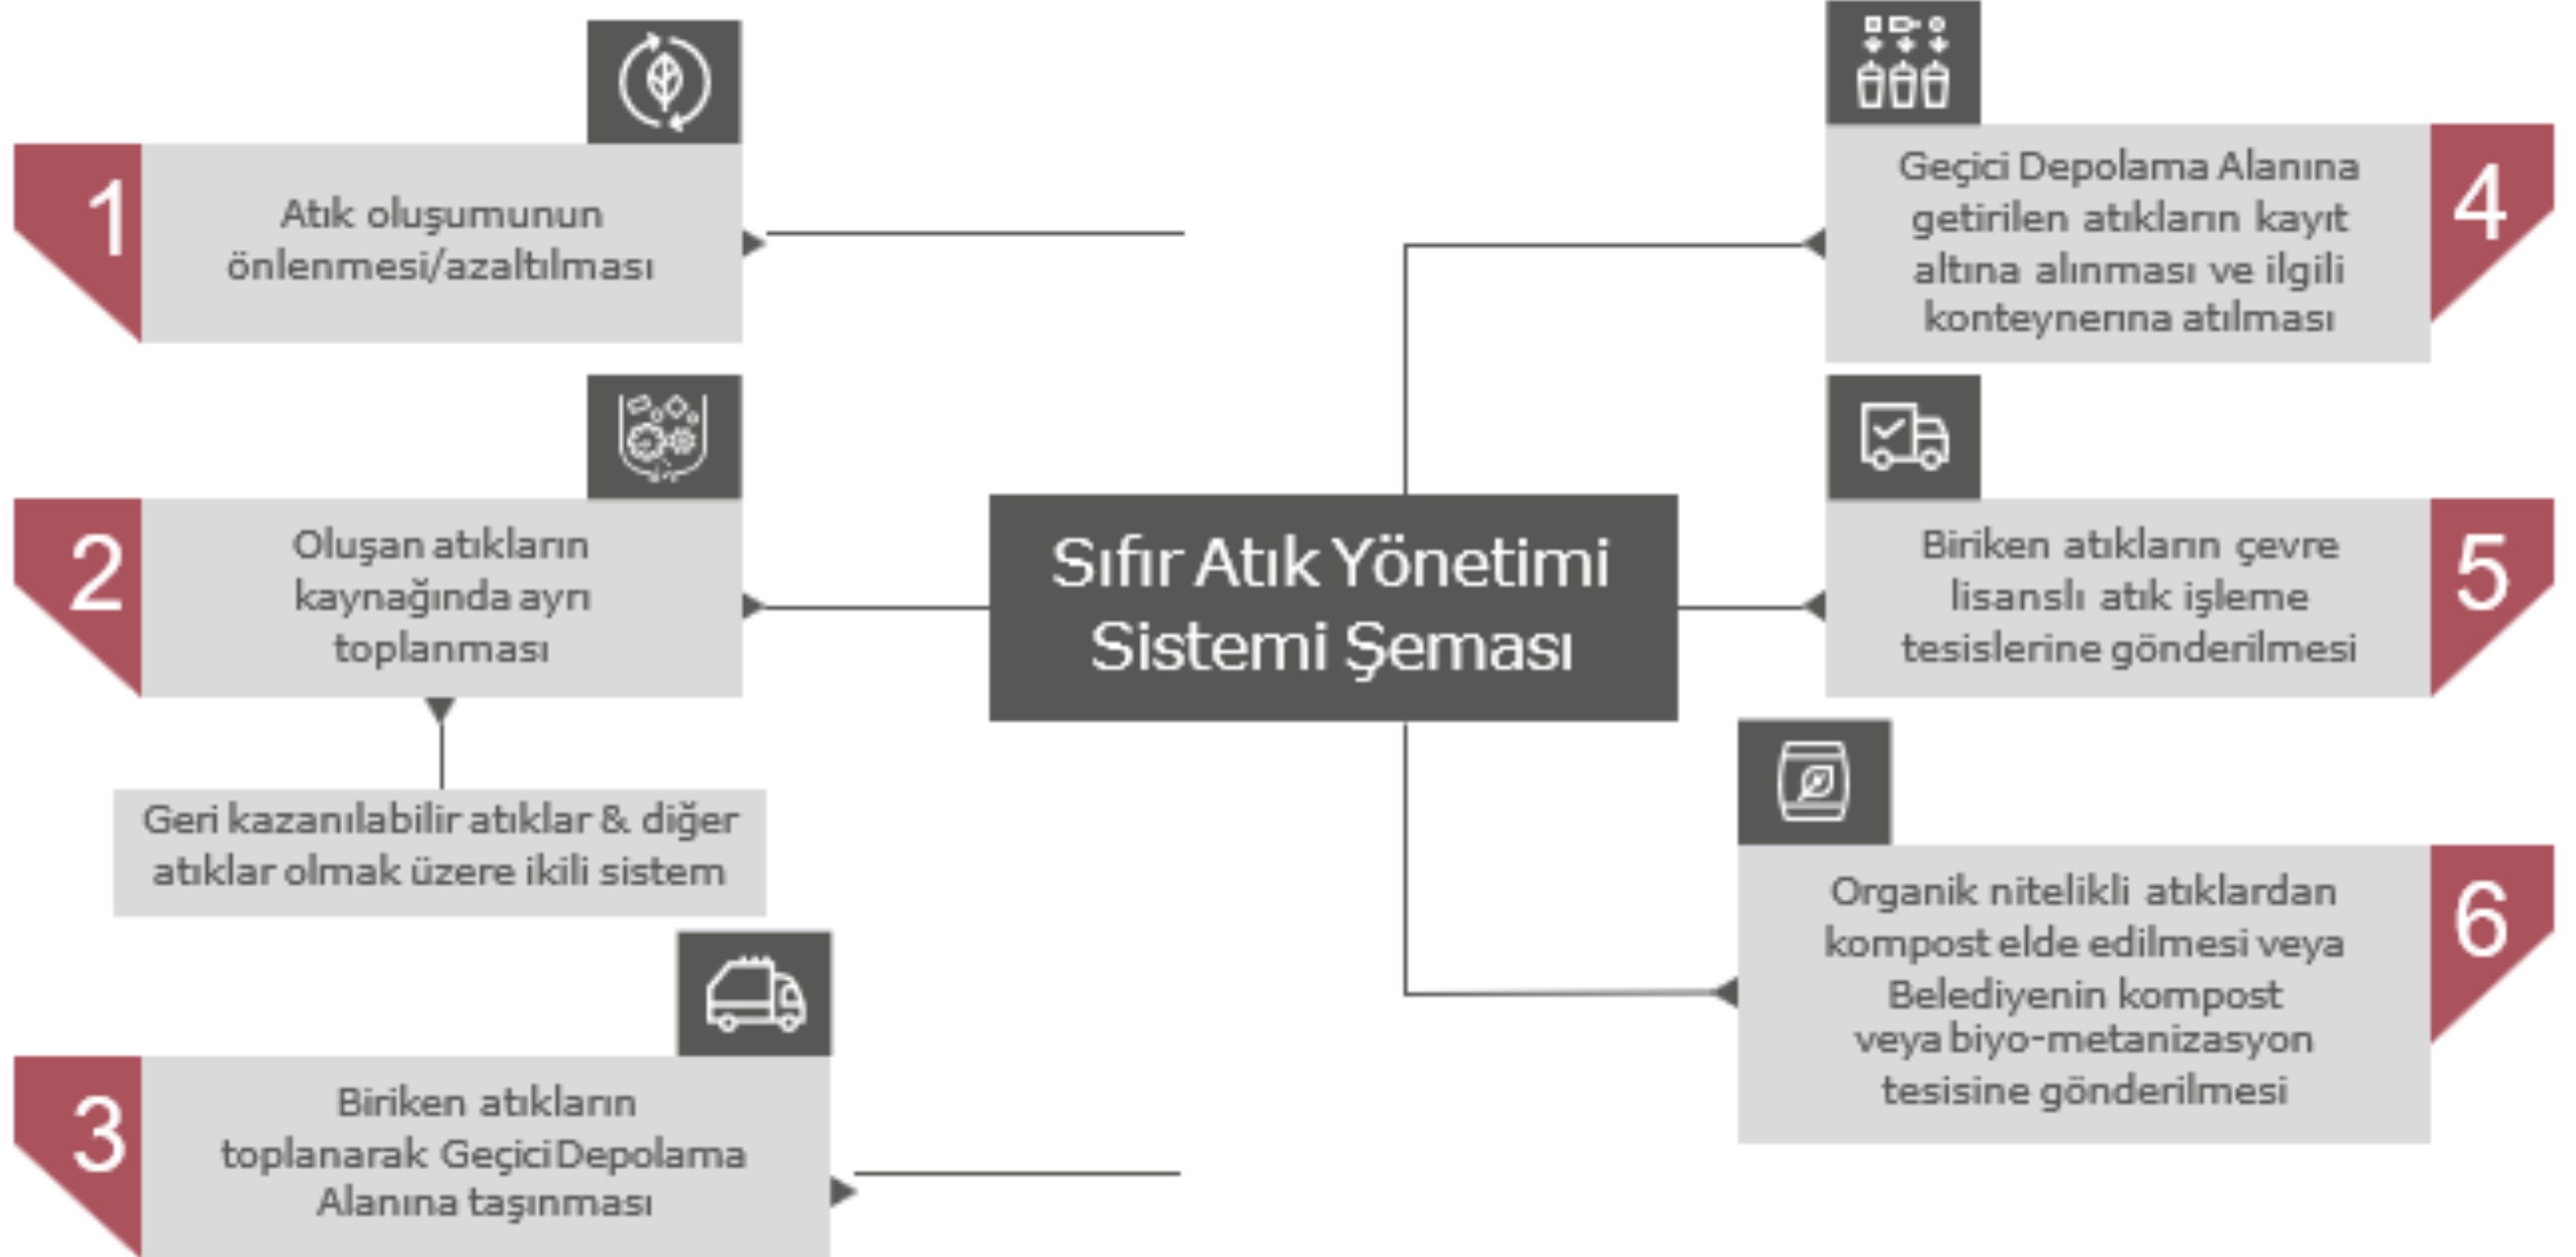 1
Atık oluşumunun
önlenmesi/azaltılması
2
Oluşan atıkların
kaynağında ayrı
toplanması
Geri kazanılabilir atıklar & diğer
atıklar olmak üzere ikili sistem
3
Biriken atıkların
toplanarak Geçici Depolama
Alanına taşınması
Sıfır Atık Yönetimi
Sistemi Şeması
4
Geçici Depolama Alanına
getirilen atıkların kayıt
altına alınması ve ilgili
konteynerına atılması
5
Biriken atıkların çevre
lisanslı atık işleme
tesislerine gönderilmesi
6
Organik nitelikli atıklardan
kompost elde edilmesi veya
Belediyenin kompost
veya biyo-metanizasyon
tesisine gönderilmesi